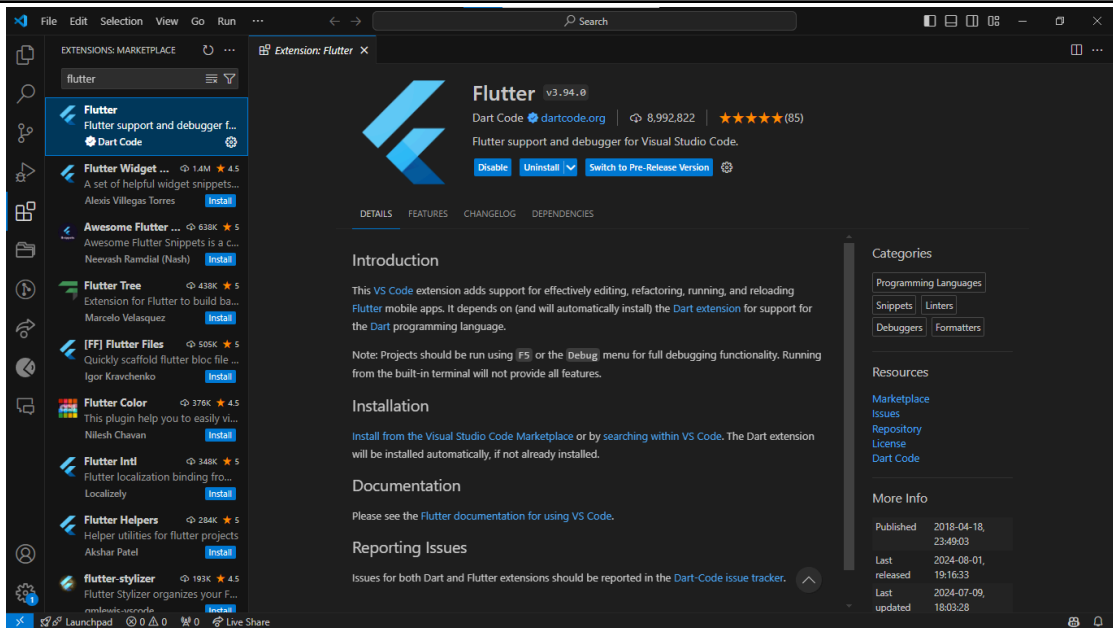 File Edit Selection View Go Run ···
Search
EXTENSIONS: MARKETPLACE
flutter
Flutter
Flutter support and debugger f...
Dart Code
Flutter Widget ... 1.4M ★ 4.5
A set of helpful widget snippets...
Alexis Villegas Torres Install
Awesome Flutter ... 638K ★ 5
Awesome Flutter Snippets is a c...
Neevash Ramdial (Nash) Install
Flutter Tree 438K ★ 5
Extension for Flutter to build ba...
Marcelo Velasquez Install
[FF] Flutter Files 505K ★ 5
Quickly scaffold flutter bloc file ...
Igor Kravchenko Install
Flutter Color 376K ★ 4.5
This plugin help you to easily vi...
Nilesh Chavan Install
Flutter Intl 348K ★ 5
Flutter localization binding fro...
Localizely Install
Flutter Helpers 284K ★ 5
Helper utilities for flutter projects
Akshar Patel Install
flutter-stylizer 193K ★ 4.5
Flutter Stylizer organizes your F...
gmlewis-vscode Install
Extension: Flutter
Flutter v3.94.0
Dart Code dartcode.org 8,992,822 ★★★★★(85)
Flutter support and debugger for Visual Studio Code.
Disable Uninstall Switch to Pre-Release Version
DETAILS FEATURES CHANGELOG DEPENDENCIES
Introduction
This VS Code extension adds support for effectively editing, refactoring, running, and reloading
Flutter mobile apps. It depends on (and will automatically install) the Dart extension for support for
the Dart programming language.
Note: Projects should be run using F5 or the Debug menu for full debugging functionality. Running
from the built-in terminal will not provide all features.
Installation
Install from the Visual Studio Code Marketplace or by searching within VS Code. The Dart extension
will be installed automatically, if not already installed.
Documentation
Please see the Flutter documentation for using VS Code.
Reporting Issues
Issues for both Dart and Flutter extensions should be reported in the Dart-Code issue tracker.
Categories
Programming Languages
Snippets Linters
Debuggers Formatters
Resources
Marketplace
Issues
Repository
License
Dart Code
More Info
Published 2018-04-18,
23:49:03
Last 2024-08-01,
released 19:16:33
Last 2024-07-09,
updated 18:03:28
1
Launchpad 0 0 0 Live Share